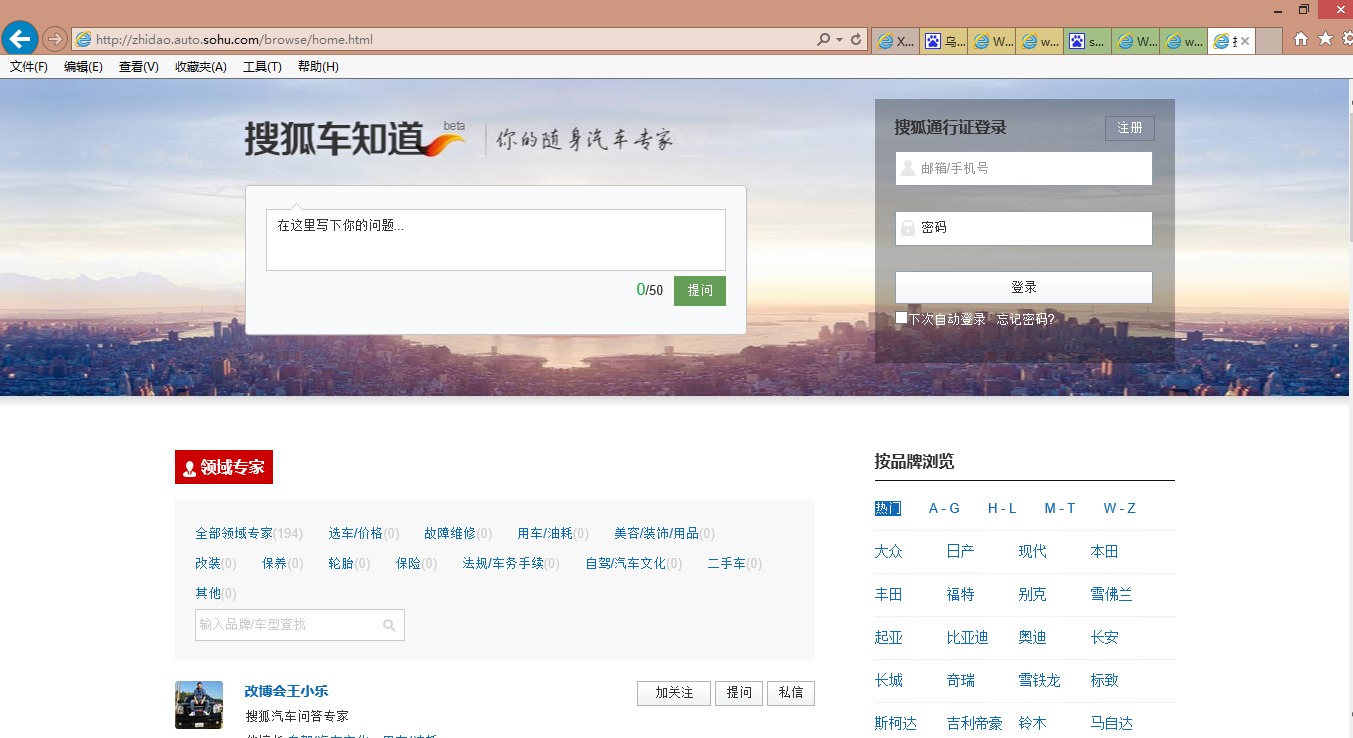 http://zhidao.auto.sohu.com/browse/home.html
X... 乌... W... w... s... W... w...
文件(F) 编辑(E) 查看(V) 收藏夹(A) 工具(T) 帮助(H)
搜狐车知道 beta 你的随身汽车专家
在这里写下你的问题...
0/50 提问
搜狐通行证登录 注册
邮箱/手机号
密码
登录
下次自动登录 忘记密码?
领域专家
全部领域专家(194) 选车/价格(0) 故障维修(0) 用车/油耗(0) 美容/装饰/用品(0)
改装(0) 保养(0) 轮胎(0) 保险(0) 法规/车务手续(0) 自驾/汽车文化(0) 二手车(0)
其他(0)
输入品牌/车型查找
改博会王小乐 加关注 提问 私信
搜狐汽车问答专家
按品牌浏览
热门 A - G H - L M - T W - Z
大众 日产 现代 本田
丰田 福特 别克 雪佛兰
起亚 比亚迪 奥迪 长安
长城 奇瑞 雪铁龙 标致
斯柯达 吉利帝豪 铃木 马自达